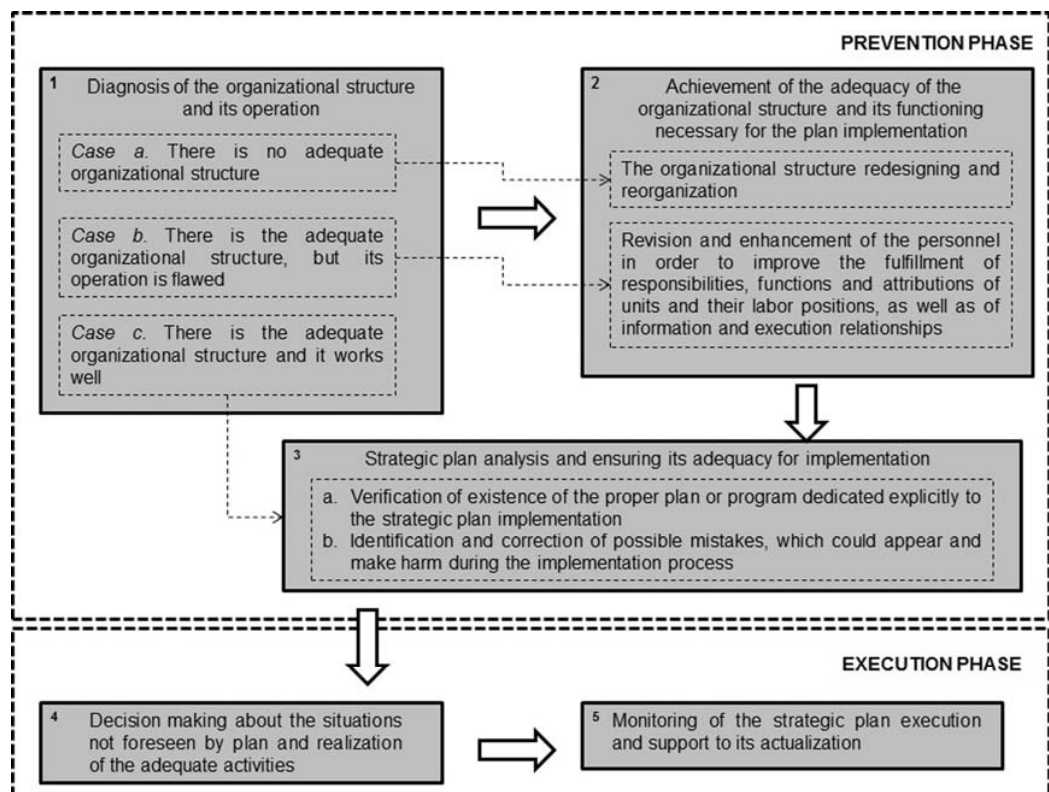 PREVENTION PHASE
1 Diagnosis of the organizational structure
and its operation
Case a. There is no adequate
organizational structure
Case b. There is the adequate
organizational structure, but its
operation is flawed
Case c. There is the adequate
organizational structure and it works
well
2 Achievement of the adequacy of the
organizational structure and its functioning
necessary for the plan implementation
The organizational structure redesigning and
reorganization
Revision and enhancement of the personnel
in order to improve the fulfillment of
responsibilities, functions and attributions of
units and their labor positions, as well as of
information and execution relationships
3 Strategic plan analysis and ensuring its adequacy for implementation
a. Verification of existence of the proper plan or program dedicated explicitly to
the strategic plan implementation
b. Identification and correction of possible mistakes, which could appear and
make harm during the implementation process
EXECUTION PHASE
4 Decision making about the situations
not foreseen by plan and realization
of the adequate activities
5 Monitoring of the strategic plan execution
and support to its actualization